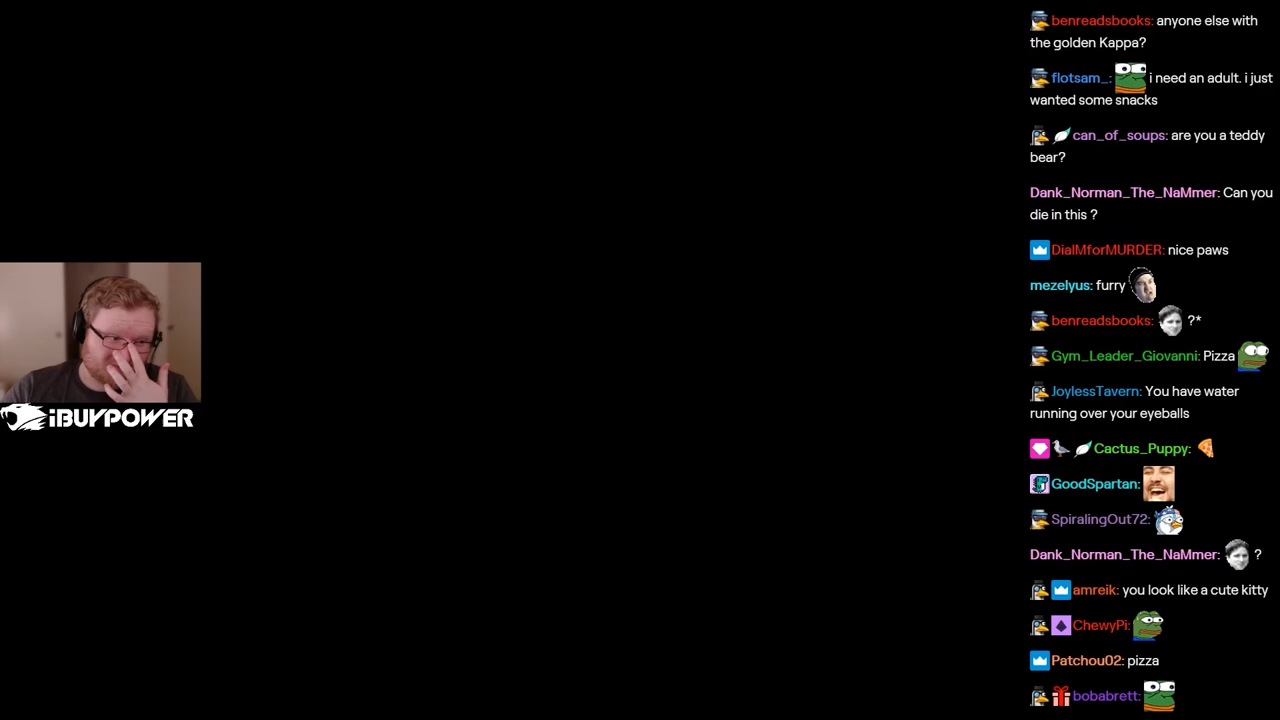 benreadsbooks: anyone else with
the golden Kappa?
flotsam_: i need an adult. i just
wanted some snacks
can_of_soups: are you a teddy
bear?
Dank_Norman_The_NaMmer: Can you
die in this ?
DialMforMURDER: nice paws
mezelyus: furry
benreadsbooks: ?*
Gym_Leader_Giovanni: Pizza
JoylessTavern: You have water
running over your eyeballs
Cactus_Puppy:
GoodSpartan:
SpiralingOut72:
Dank_Norman_The_NaMmer: ?
amreik: you look like a cute kitty
ChewyPi:
Patchou02: pizza
bobabrett:
iBUYPOWER